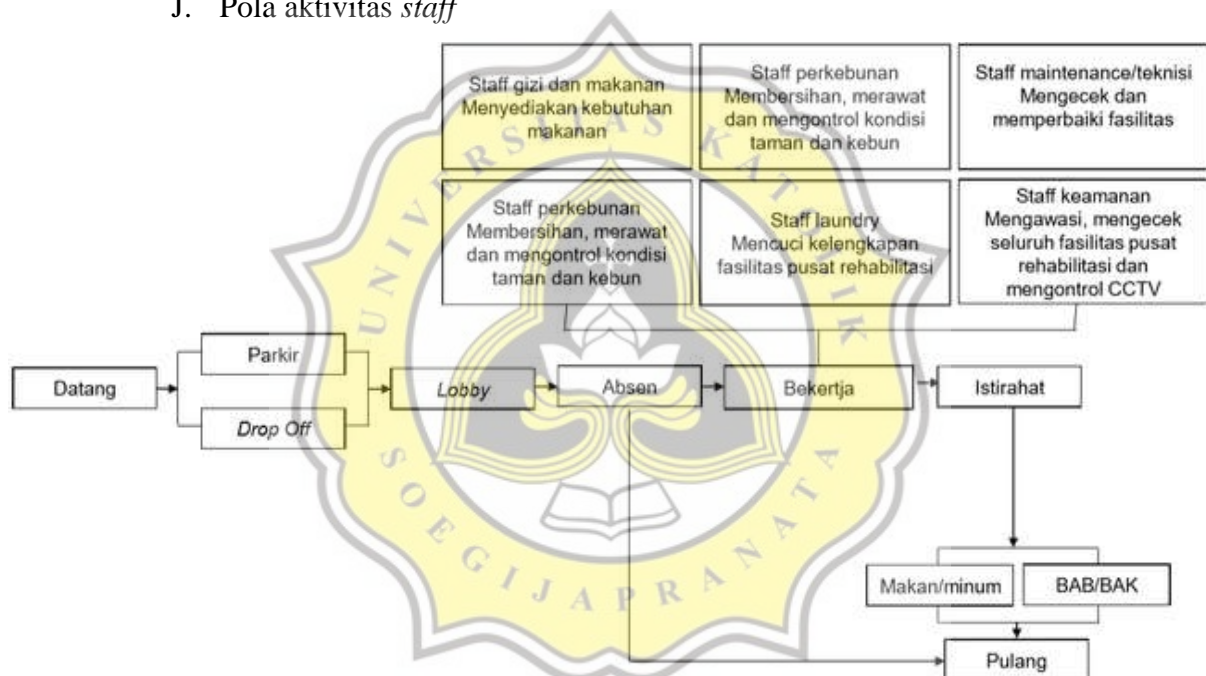 J. Pola aktivitas staff
Staff gizi dan makanan
Menyediakan kebutuhan
makanan
Staff perkebunan
Membersihan, merawat
dan mengontrol kondisi
taman dan kebun
Staff maintenance/teknisi
Mengecek dan
memperbaiki fasilitas
Staff perkebunan
Membersihan, merawat
dan mengontrol kondisi
taman dan kebun
Staff laundry
Mencuci kelengkapan
fasilitas pusat rehabilitasi
Staff keamanan
Mengawasi, mengecek
seluruh fasilitas pusat
rehabilitasi dan
mengontrol CCTV
Datang
Parkir
Drop Off
Lobby
Absen
Bekertja
Istirahat
Makan/minum
BAB/BAK
Pulang
UNIVERSITAS KATOLIK
SOEGIJAPRANATA